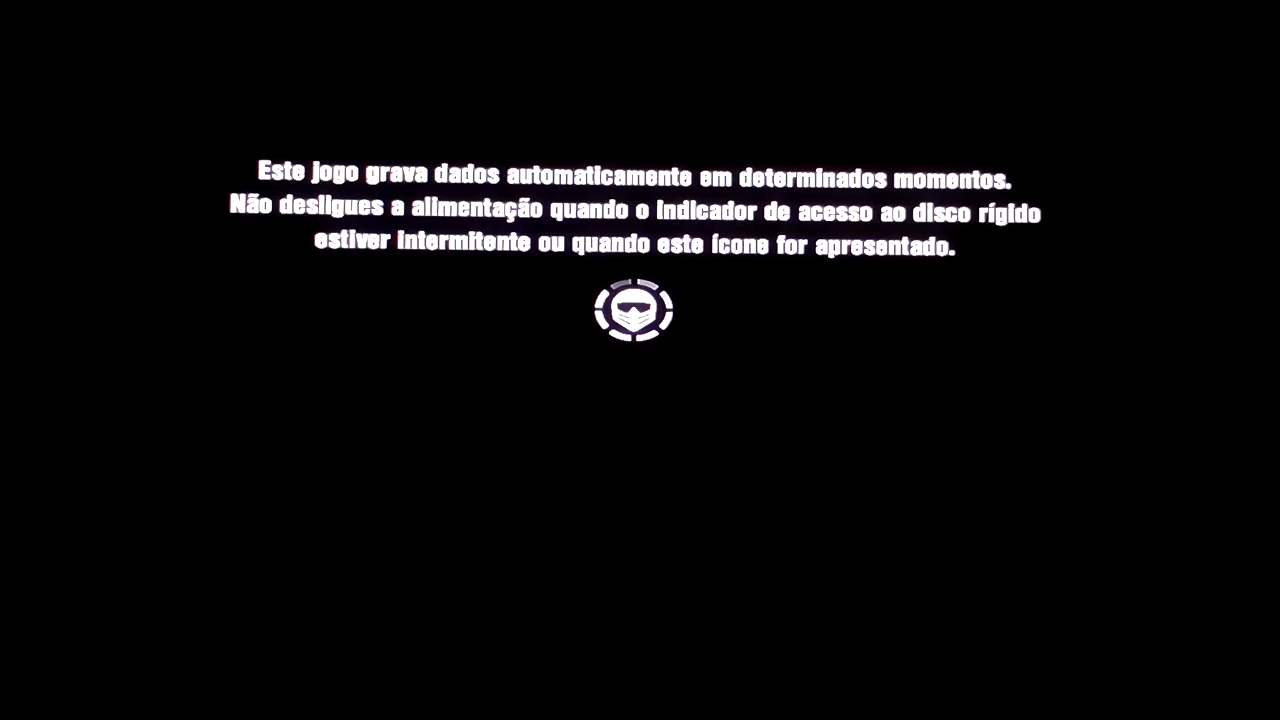 Este jogo grava dados automaticamente em determinados momentos.
Não desligues a alimentação quando o indicador de acesso ao disco rígido
estiver intermitente ou quando este ícone for apresentado.